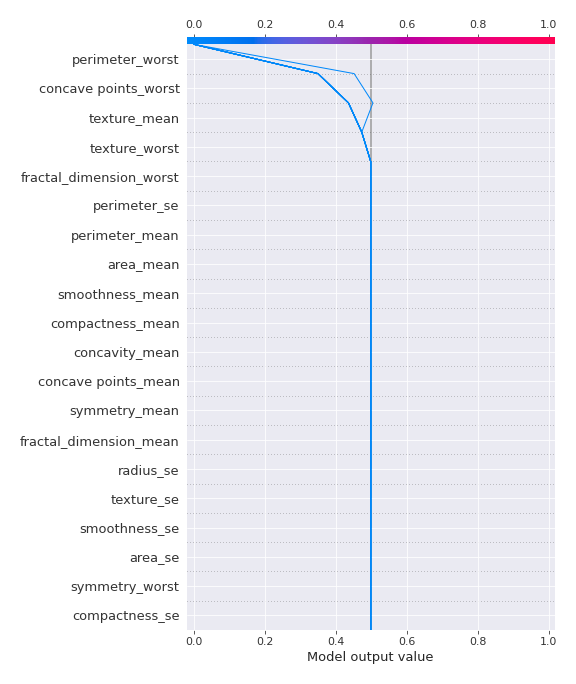 0.0 0.2 0.4 0.6 0.8 1.0
perimeter_worst
concave points_worst
texture_mean
texture_worst
fractal_dimension_worst
perimeter_se
perimeter_mean
area_mean
smoothness_mean
compactness_mean
concavity_mean
concave points_mean
symmetry_mean
fractal_dimension_mean
radius_se
texture_se
smoothness_se
area_se
symmetry_worst
compactness_se
0.0 0.2 0.4 0.6 0.8 1.0
Model output value